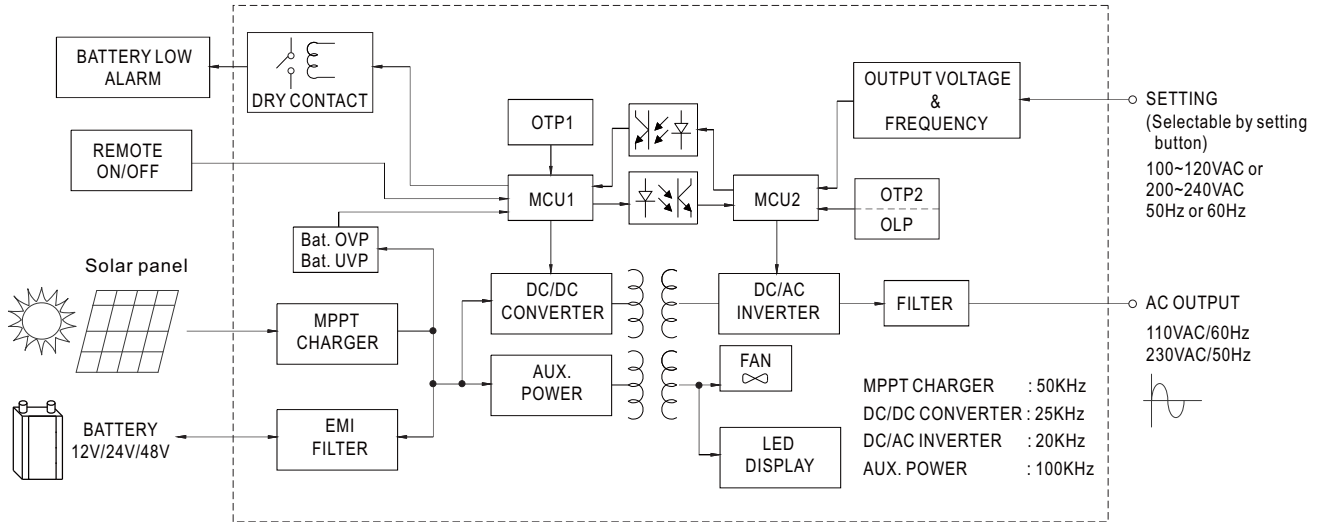 BATTERY LOW
ALARM
DRY CONTACT
REMOTE
ON/OFF
OTP1
MCU1
MCU2
OUTPUT VOLTAGE
&
FREQUENCY
SETTING
(Selectable by setting
button)
100~120VAC or
200~240VAC
50Hz or 60Hz
OTP2
OLP
Bat. OVP
Bat. UVP
Solar panel
MPPT
CHARGER
DC/DC
CONVERTER
DC/AC
INVERTER
FILTER
AC OUTPUT
110VAC/60Hz
230VAC/50Hz
AUX.
POWER
FAN
BATTERY
12V/24V/48V
EMI
FILTER
LED
DISPLAY
MPPT CHARGER : 50KHz
DC/DC CONVERTER : 25KHz
DC/AC INVERTER : 20KHz
AUX. POWER : 100KHz